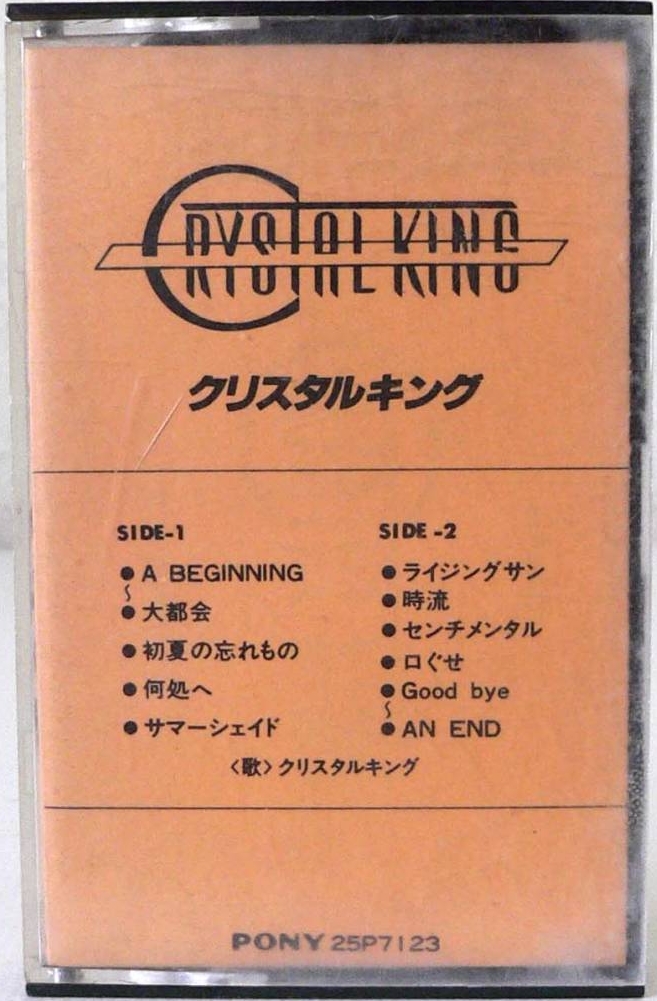 CRYSTAL KING
クリスタルキング
SIDE-1
●A BEGINNING
〜
●大都会
●初夏の忘れもの
●何処へ
●サマーシェイド
SIDE-2
●ライジングサン
●時流
●センチメンタル
●口ぐせ
●Good bye
〜
●AN END
〈歌〉クリスタルキング
PONY 25P7123